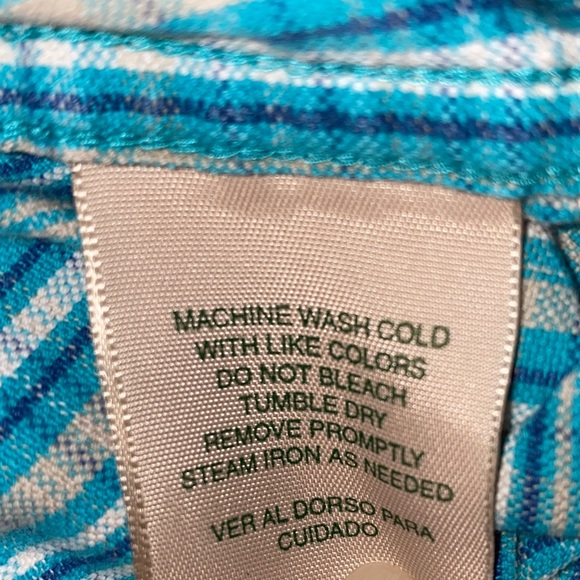 MACHINE WASH COLD
WITH LIKE COLORS
DO NOT BLEACH
TUMBLE DRY
REMOVE PROMPTLY
STEAM IRON AS NEEDED
VER AL DORSO PARA
CUIDADO